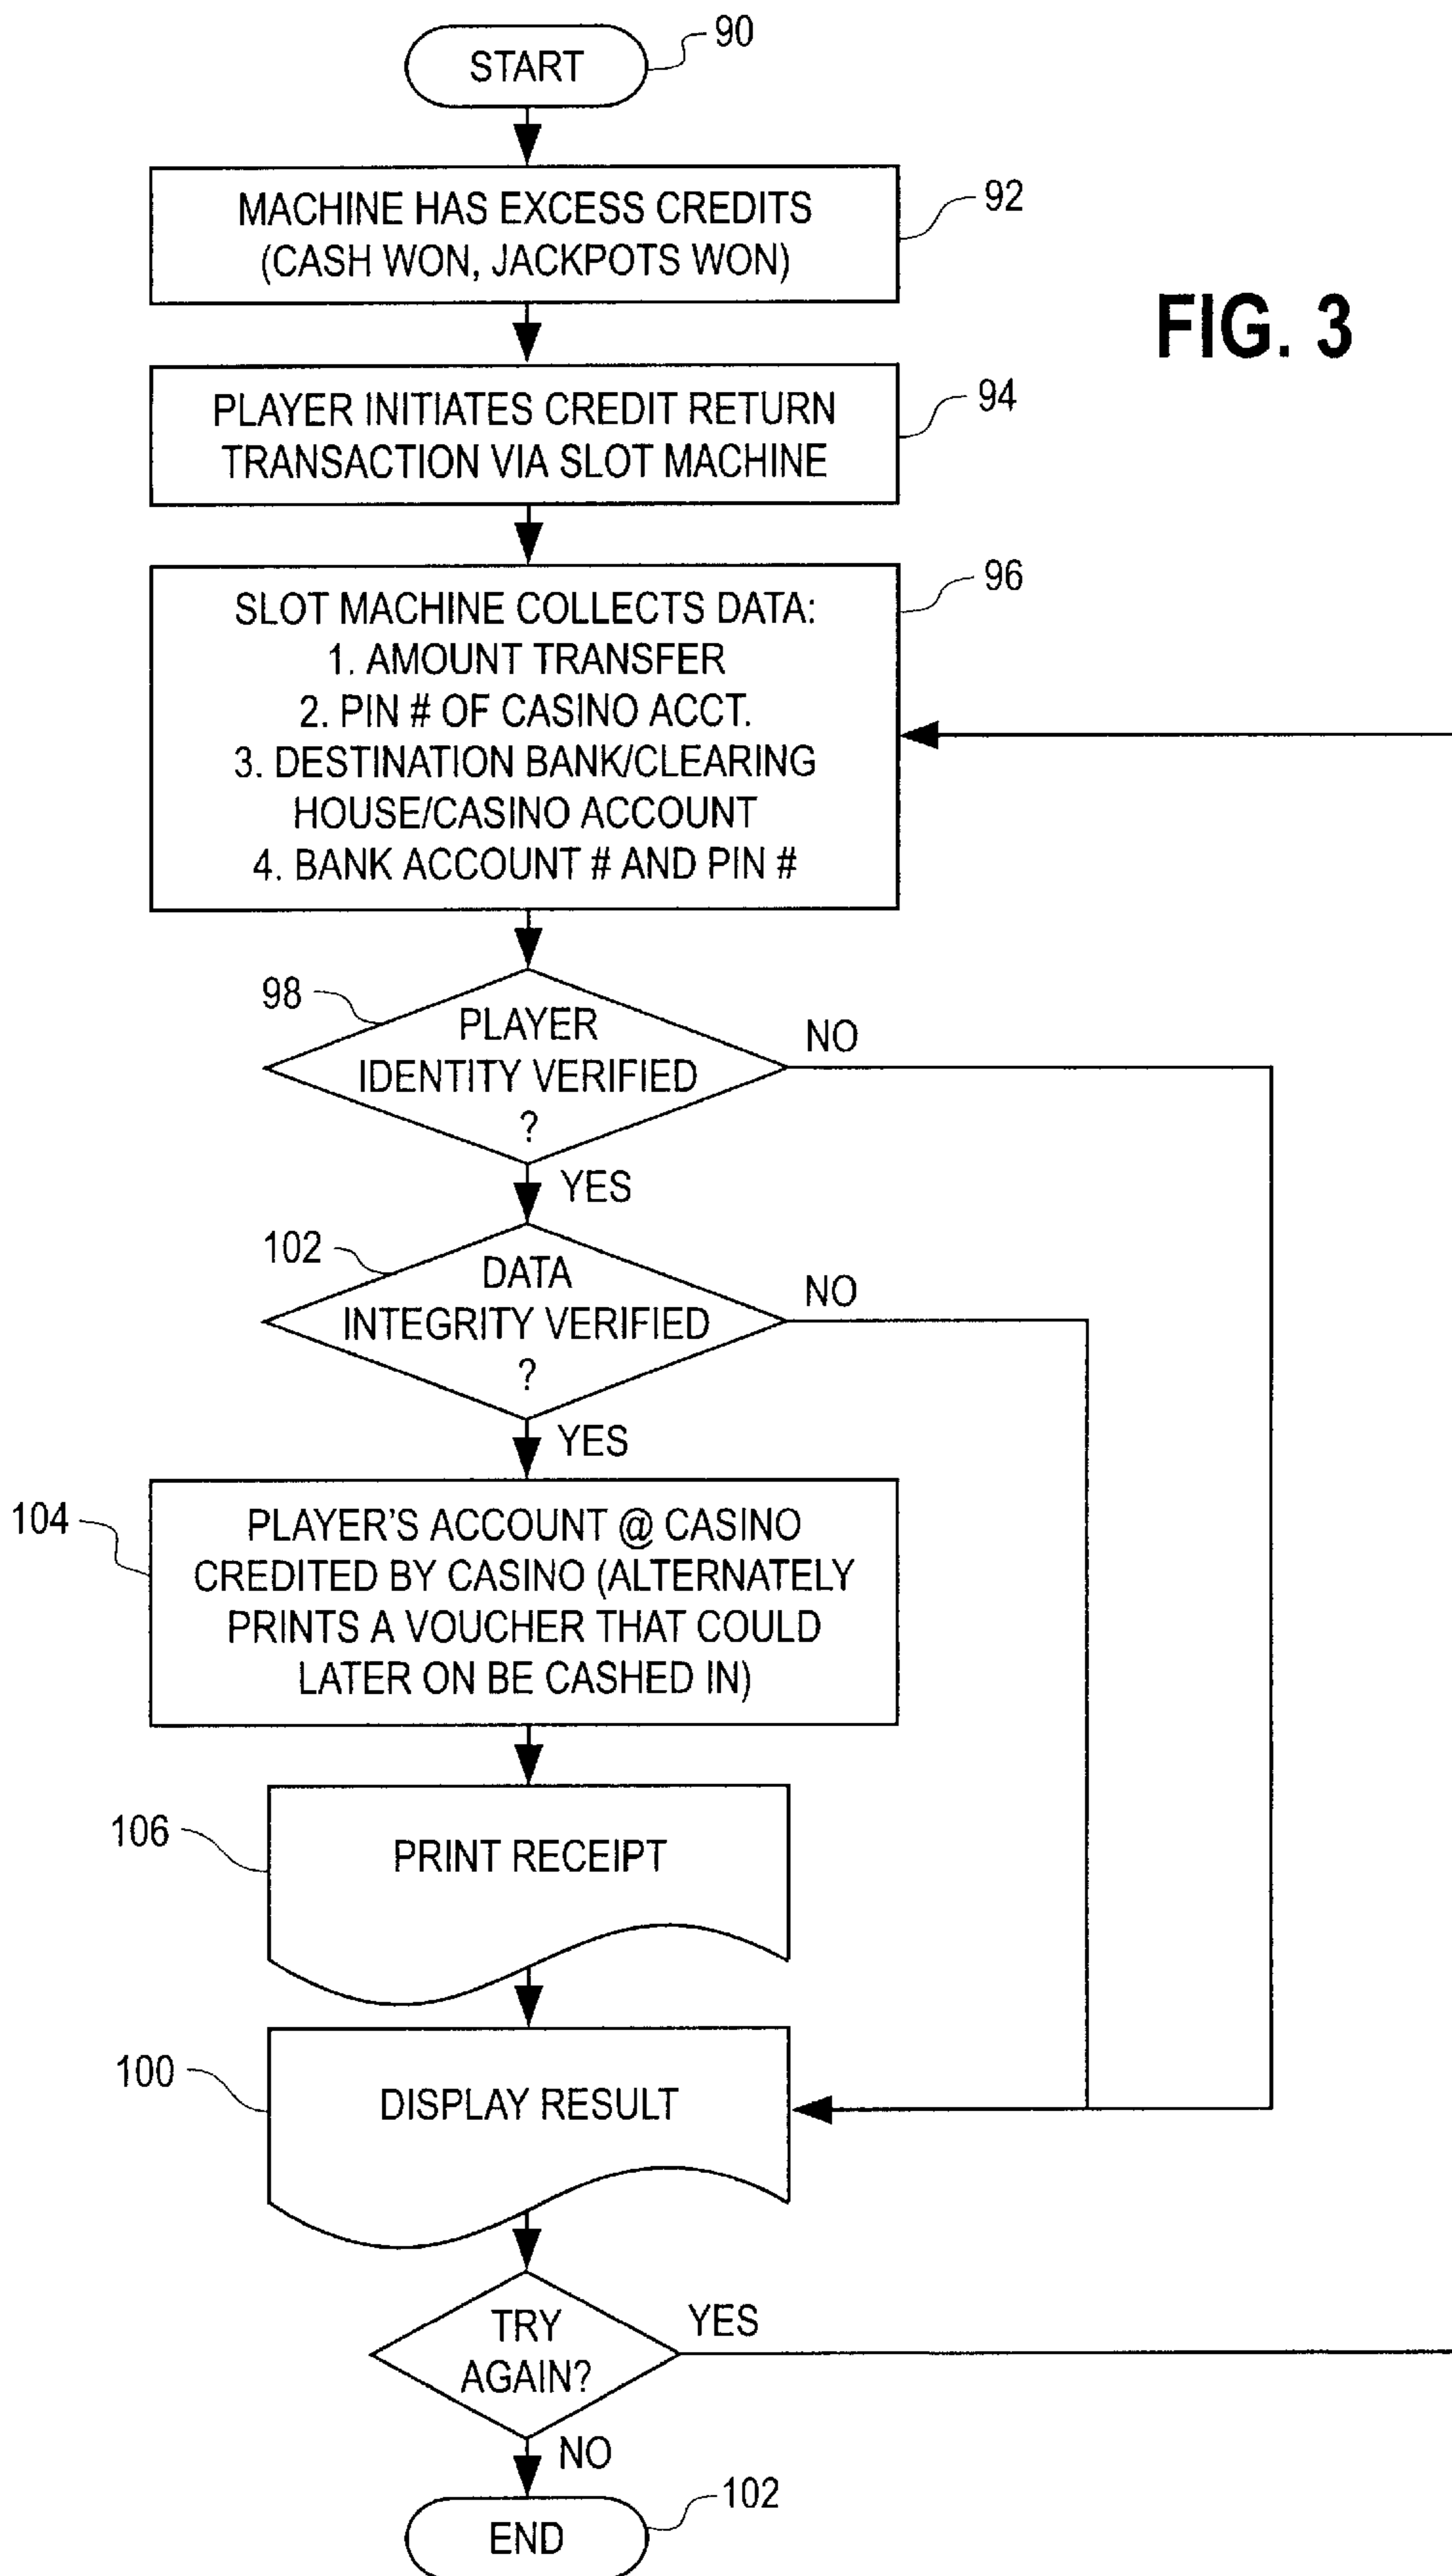 START
90
MACHINE HAS EXCESS CREDITS
(CASH WON, JACKPOTS WON)
92
FIG. 3
PLAYER INITIATES CREDIT RETURN
TRANSACTION VIA SLOT MACHINE
94
SLOT MACHINE COLLECTS DATA:
1. AMOUNT TRANSFER
2. PIN # OF CASINO ACCT.
3. DESTINATION BANK/CLEARING
HOUSE/CASINO ACCOUNT
4. BANK ACCOUNT # AND PIN #
96
98
PLAYER
IDENTITY VERIFIED
?
NO
YES
102
DATA
INTEGRITY VERIFIED
?
NO
YES
104
PLAYER'S ACCOUNT @ CASINO
CREDITED BY CASINO (ALTERNATELY
PRINTS A VOUCHER THAT COULD
LATER ON BE CASHED IN)
106
PRINT RECEIPT
100
DISPLAY RESULT
TRY
AGAIN?
YES
NO
END
102